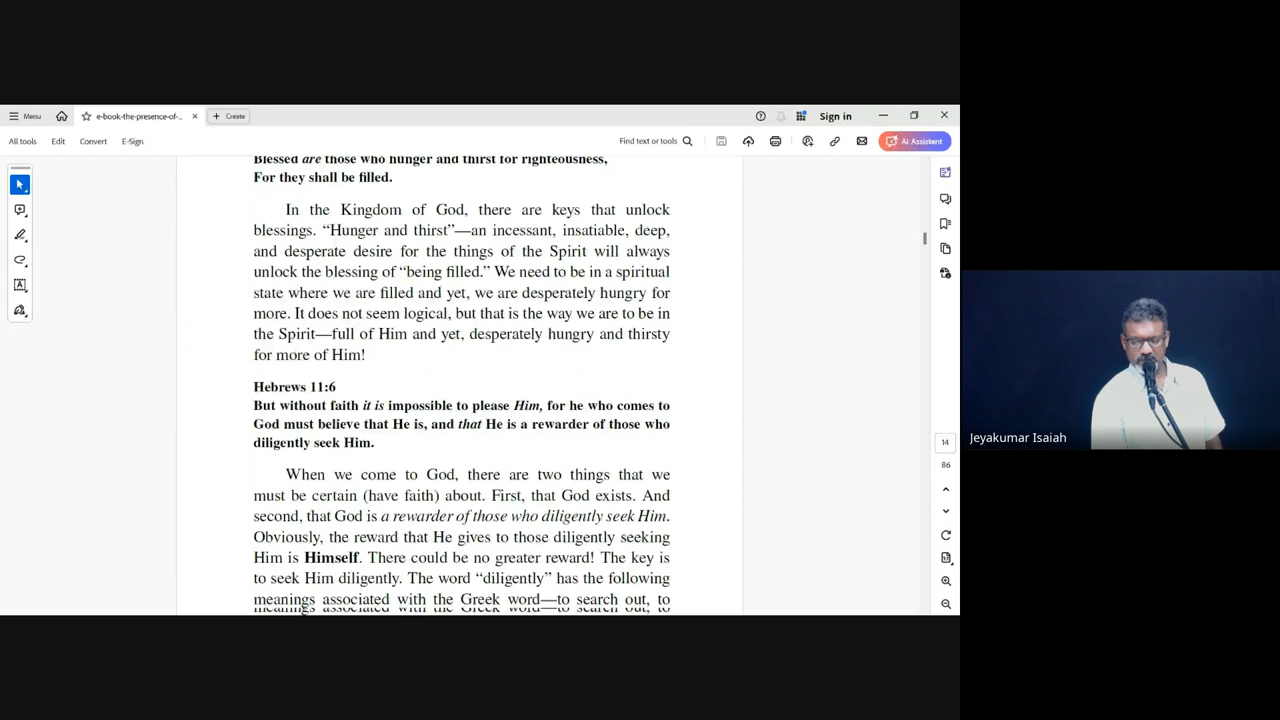 Menu
e-book-the-presence-of-...
Create
Sign in
All tools
Edit
Convert
E-Sign
Find text or tools
AI Assistant
Blessed are those who hunger and thirst for righteousness,
For they shall be filled.
In the Kingdom of God, there are keys that unlock
blessings. “Hunger and thirst”—an incessant, insatiable, deep,
and desperate desire for the things of the Spirit will always
unlock the blessing of “being filled.” We need to be in a spiritual
state where we are filled and yet, we are desperately hungry for
more. It does not seem logical, but that is the way we are to be in
the Spirit—full of Him and yet, desperately hungry and thirsty
for more of Him!
Hebrews 11:6
But without faith it is impossible to please Him, for he who comes to
God must believe that He is, and that He is a rewarder of those who
diligently seek Him.
When we come to God, there are two things that we
must be certain (have faith) about. First, that God exists. And
second, that God is a rewarder of those who diligently seek Him.
Obviously, the reward that He gives to those diligently seeking
Him is Himself. There could be no greater reward! The key is
to seek Him diligently. The word “diligently” has the following
meanings associated with the Greek word—to search out, to
14
86
Jeyakumar Isaiah